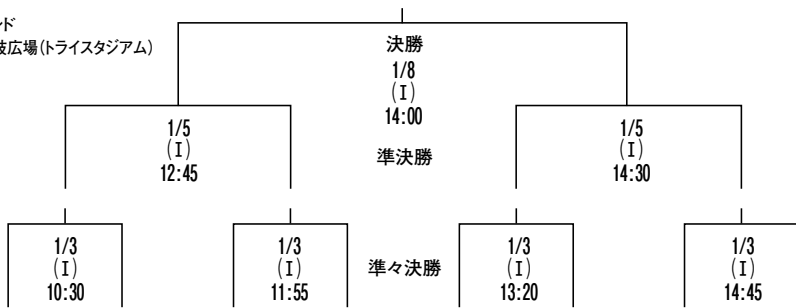 ンド
技広場(トライスタジアム)
決勝
1/8
(I)
14:00
1/5
(I)
12:45
準決勝
1/5
(I)
14:30
1/3
(I)
10:30
1/3
(I)
11:55
準々決勝
1/3
(I)
13:20
1/3
(I)
14:45